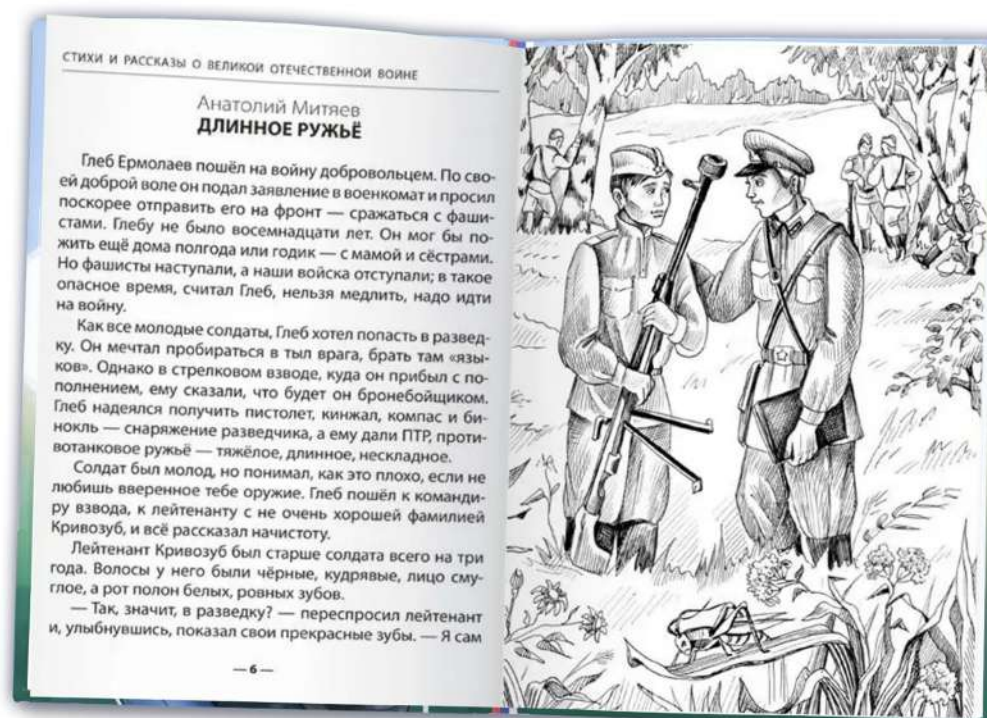 СТИХИ И РАССКАЗЫ О ВЕЛИКОЙ ОТЕЧЕСТВЕННОЙ ВОЙНЕ
Анатолий Митяев
ДЛИННОЕ РУЖЬЁ
Глеб Ермолаев пошёл на войну добровольцем. По сво-
ей доброй воле он подал заявление в военкомат и просил
поскорее отправить его на фронт — сражаться с фаши-
стами. Глебу не было восемнадцати лет. Он мог бы по-
жить ещё дома полгода или годик — с мамой и сёстрами.
Но фашисты наступали, а наши войска отступали; в такое
опасное время, считал Глеб, нельзя медлить, надо идти
на войну.
Как все молодые солдаты, Глеб хотел попасть в развед-
ку. Он мечтал пробираться в тыл врага, брать там «язы-
ков». Однако в стрелковом взводе, куда он прибыл с по-
полнением, ему сказали, что будет он бронебойщиком.
Глеб надеялся получить пистолет, кинжал, компас и би-
нокль — снаряжение разведчика, а ему дали ПТР, проти-
вотанковое ружьё — тяжёлое, длинное, нескладное.
Солдат был молод, но понимал, как это плохо, если не
любишь вверенное тебе оружие. Глеб пошёл к команди-
ру взвода, к лейтенанту с не очень хорошей фамилией
Кривозуб, и всё рассказал начистоту.
Лейтенант Кривозуб был старше солдата всего на три
года. Волосы у него были чёрные, кудрявые, лицо сму-
глое, а рот полон белых, ровных зубов.
— Так, значит, в разведку? — переспросил лейтенант
и, улыбнувшись, показал свои прекрасные зубы. — Я сам
— 6 —